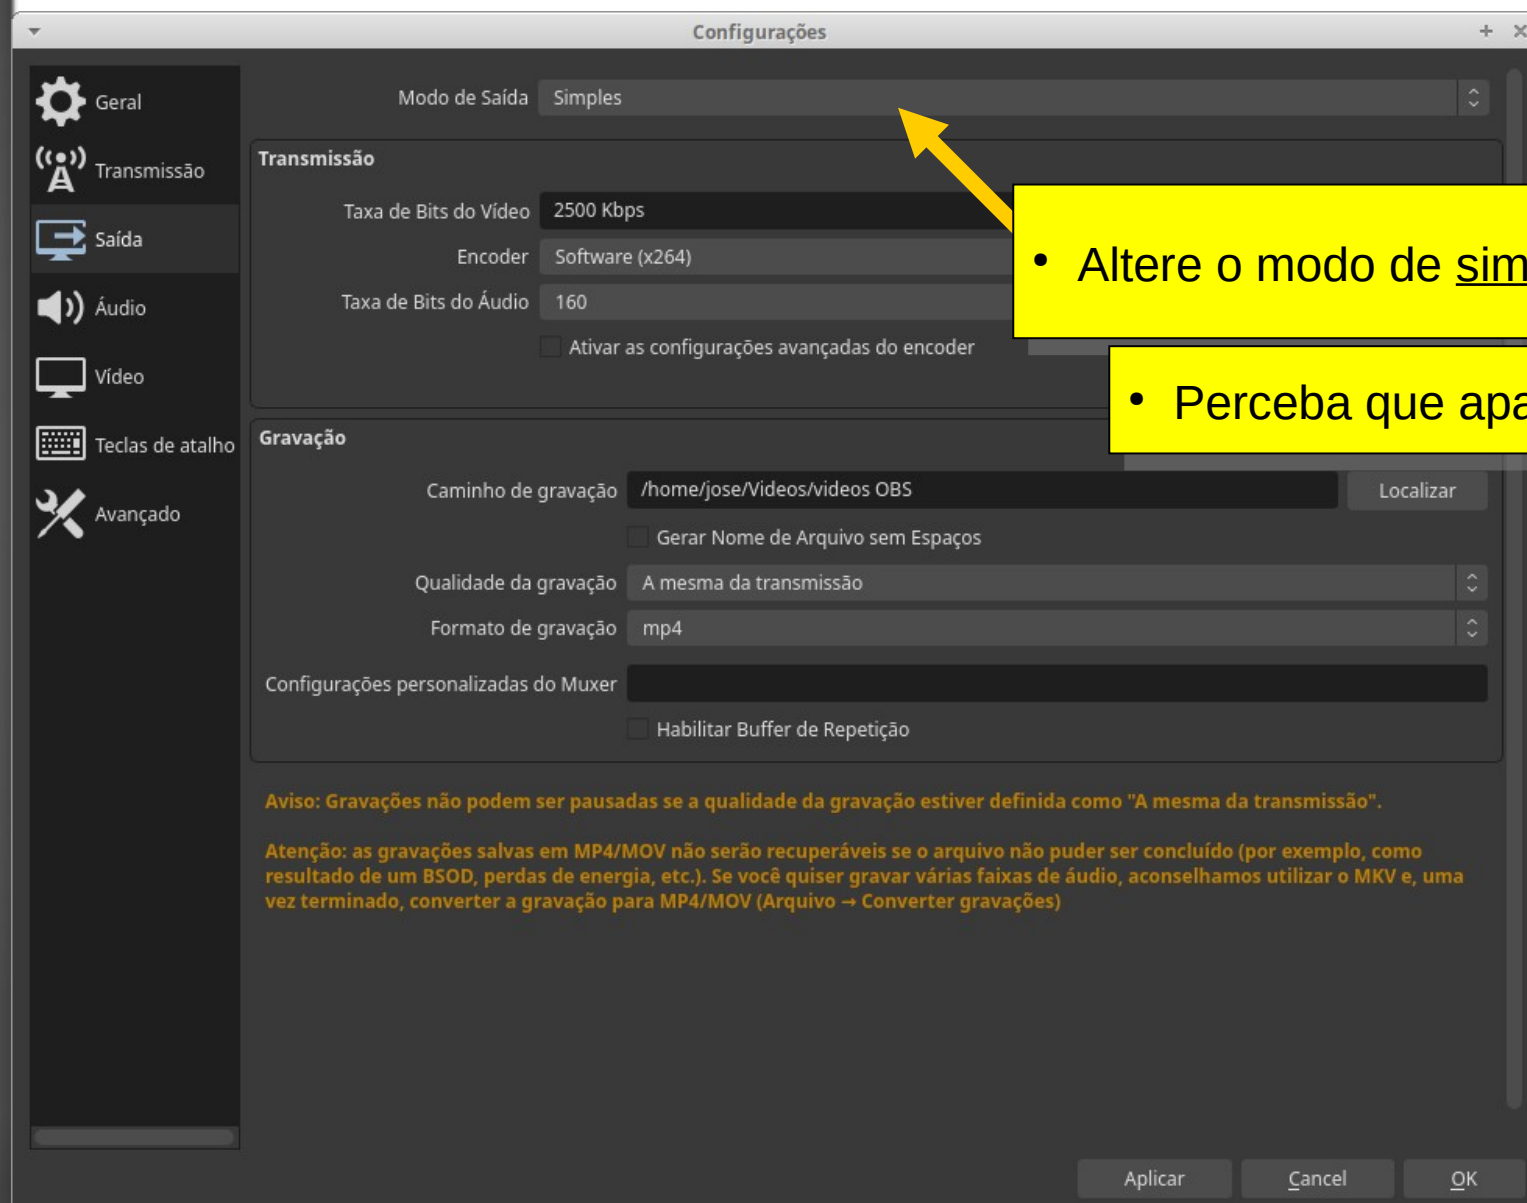 Configurações
Geral
Transmissão
Saída
Áudio
Vídeo
Teclas de atalho
Avançado
Modo de Saída Simples
Transmissão
Taxa de Bits do Vídeo 2500 Kbps
Encoder Software (x264)
Taxa de Bits do Áudio 160
Ativar as configurações avançadas do encoder
• Altere o modo de sim
• Perceba que apa
Gravação
Caminho de gravação /home/jose/Videos/videos OBS Localizar
Gerar Nome de Arquivo sem Espaços
Qualidade da gravação A mesma da transmissão
Formato de gravação mp4
Configurações personalizadas do Muxer
Habilitar Buffer de Repetição
Aviso: Gravações não podem ser pausadas se a qualidade da gravação estiver definida como "A mesma da transmissão".
Atenção: as gravações salvas em MP4/MOV não serão recuperáveis se o arquivo não puder ser concluído (por exemplo, como
resultado de um BSOD, perdas de energia, etc.). Se você quiser gravar várias faixas de áudio, aconselhamos utilizar o MKV e, uma
vez terminado, converter a gravação para MP4/MOV (Arquivo → Converter gravações)
Aplicar Cancel OK